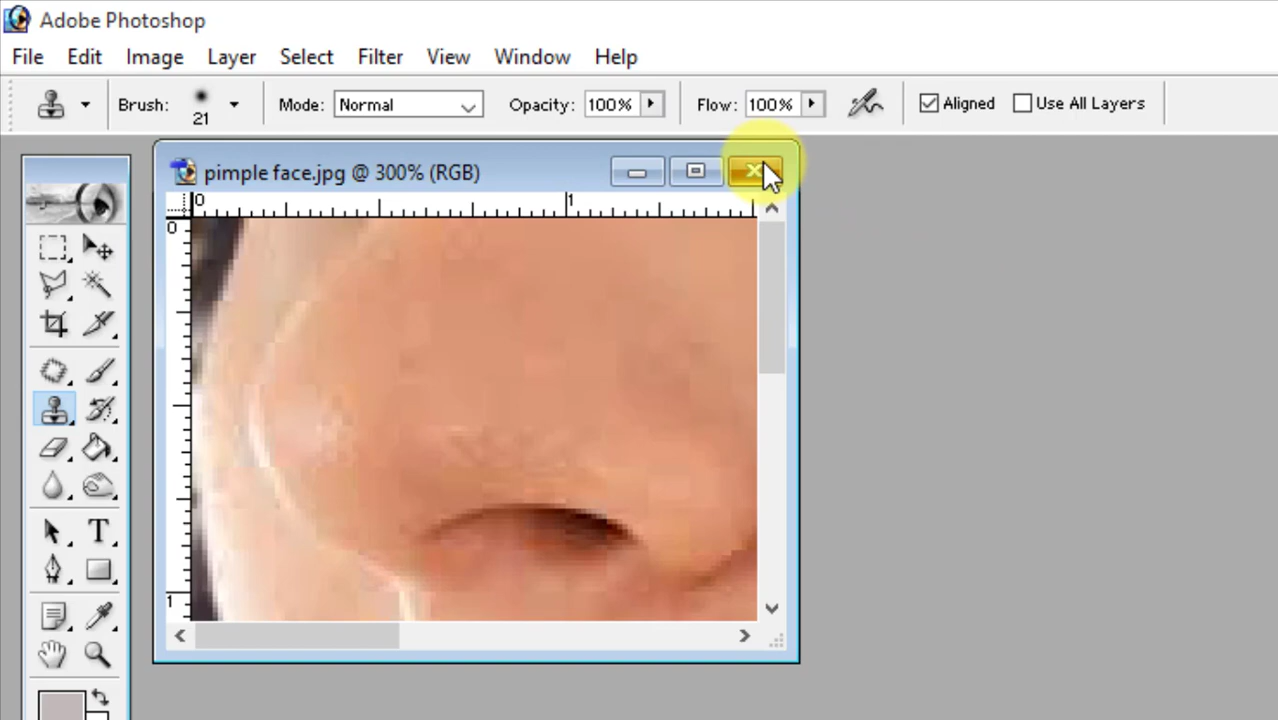 Adobe Photoshop
File Edit Image Layer Select Filter View Window Help
Brush: 21 Mode: Normal Opacity: 100% Flow: 100% Aligned Use All Layers
pimple face.jpg @ 300% (RGB)
0 1
0
T
1